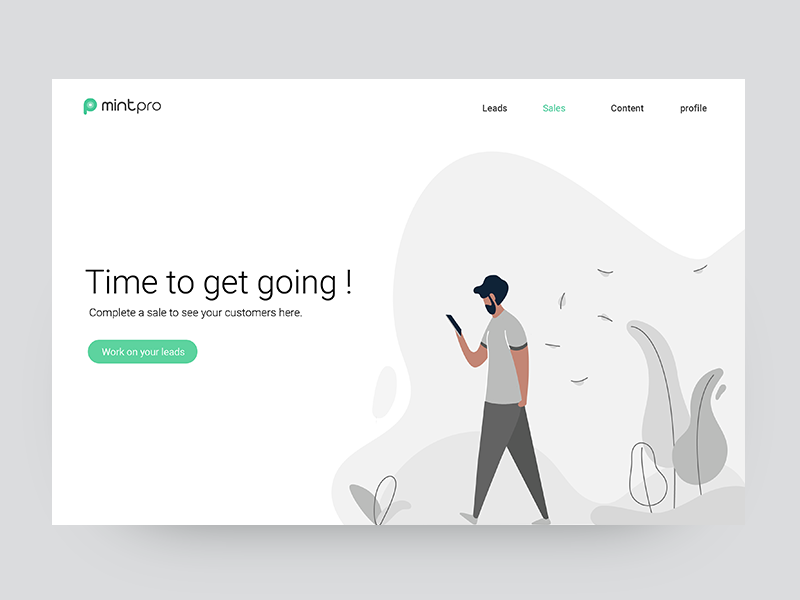 mintpro
Leads Sales Content profile
Time to get going !
Complete a sale to see your customers here.
Work on your leads